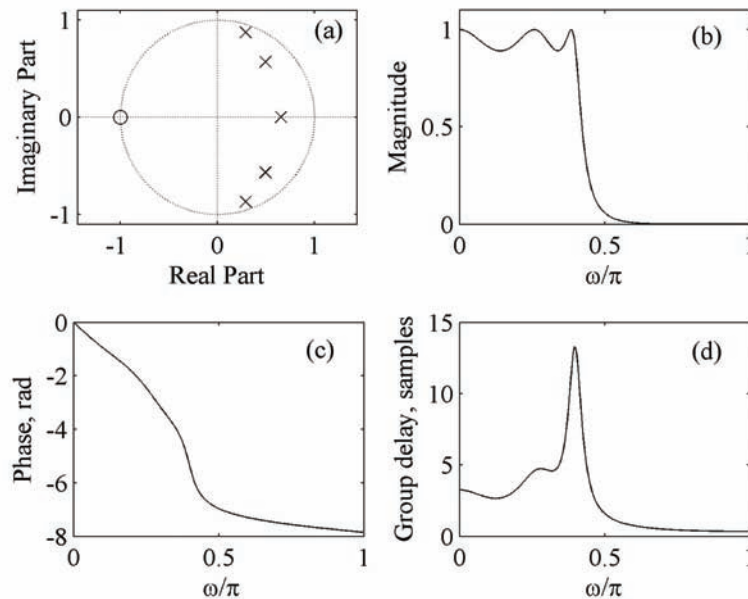 (a)
Imaginary Part
1
0
-1
-1
0
1
Real Part
(b)
Magnitude
1
0.5
0
0
0.5
1
ω/π
(c)
Phase, rad
0
-2
-4
-6
-8
0
0.5
1
ω/π
(d)
Group delay, samples
15
10
5
0
0
0.5
1
ω/π